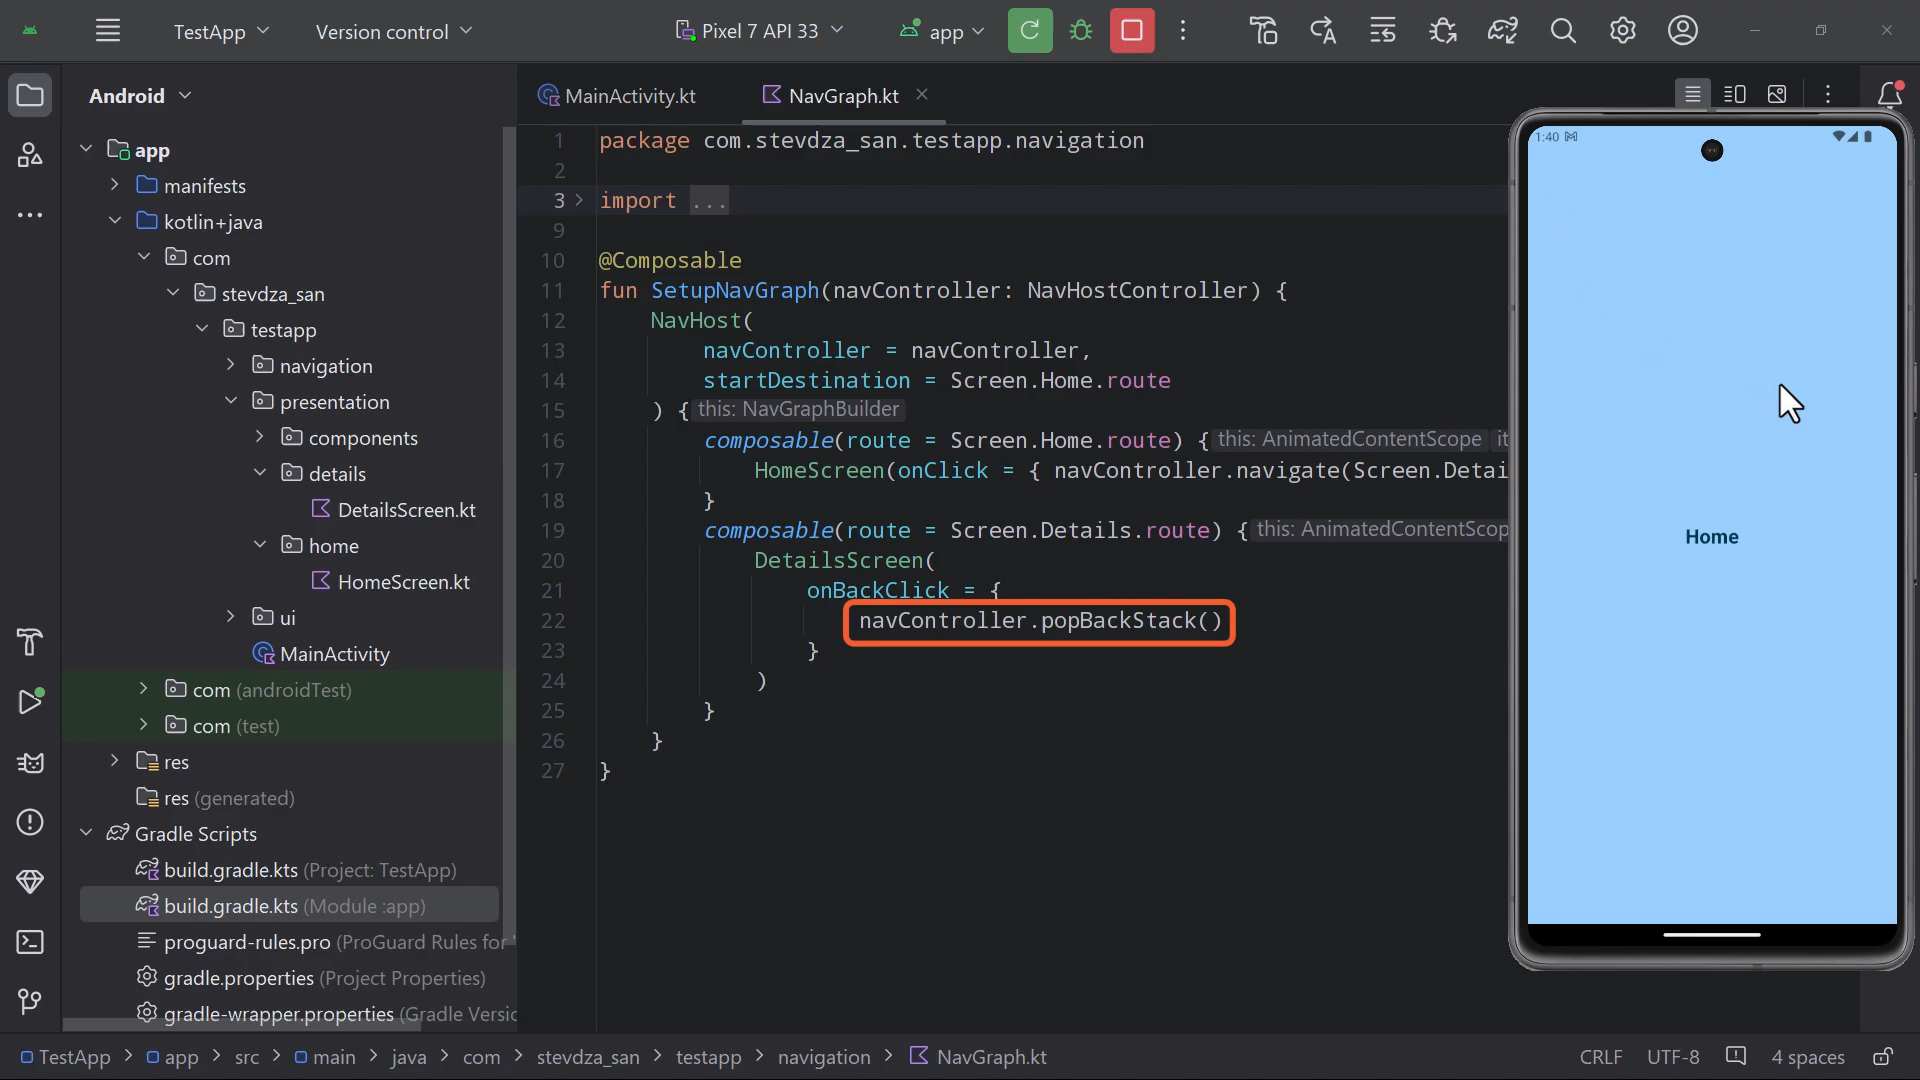 TestApp
Version control
Pixel 7 API 33
app
Android
MainActivity.kt
NavGraph.kt
app
manifests
kotlin+java
com
stevdza_san
testapp
navigation
presentation
components
details
DetailsScreen.kt
home
HomeScreen.kt
ui
MainActivity
com (androidTest)
com (test)
res
res (generated)
Gradle Scripts
build.gradle.kts (Project: TestApp)
build.gradle.kts (Module :app)
proguard-rules.pro (ProGuard Rules for
gradle.properties (Project Properties)
gradle-wrapper.properties (Gradle Versio
1 package com.stevdza_san.testapp.navigation
2
3 import ...
9
10 @Composable
11 fun SetupNavGraph(navController: NavHostController) {
12 NavHost(
13 navController = navController,
14 startDestination = Screen.Home.route
15 ) { this: NavGraphBuilder
16 composable(route = Screen.Home.route) { this: AnimatedContentScope it
17 HomeScreen(onClick = { navController.navigate(Screen.Detai
18 }
19 composable(route = Screen.Details.route) { this: AnimatedContentScop
20 DetailsScreen(
21 onBackClick = {
22 navController.popBackStack()
23 }
24 )
25 }
26 }
27 }
1:40
Home
TestApp > app > src > main > java > com > stevdza_san > testapp > navigation > NavGraph.kt
CRLF UTF-8 4 spaces